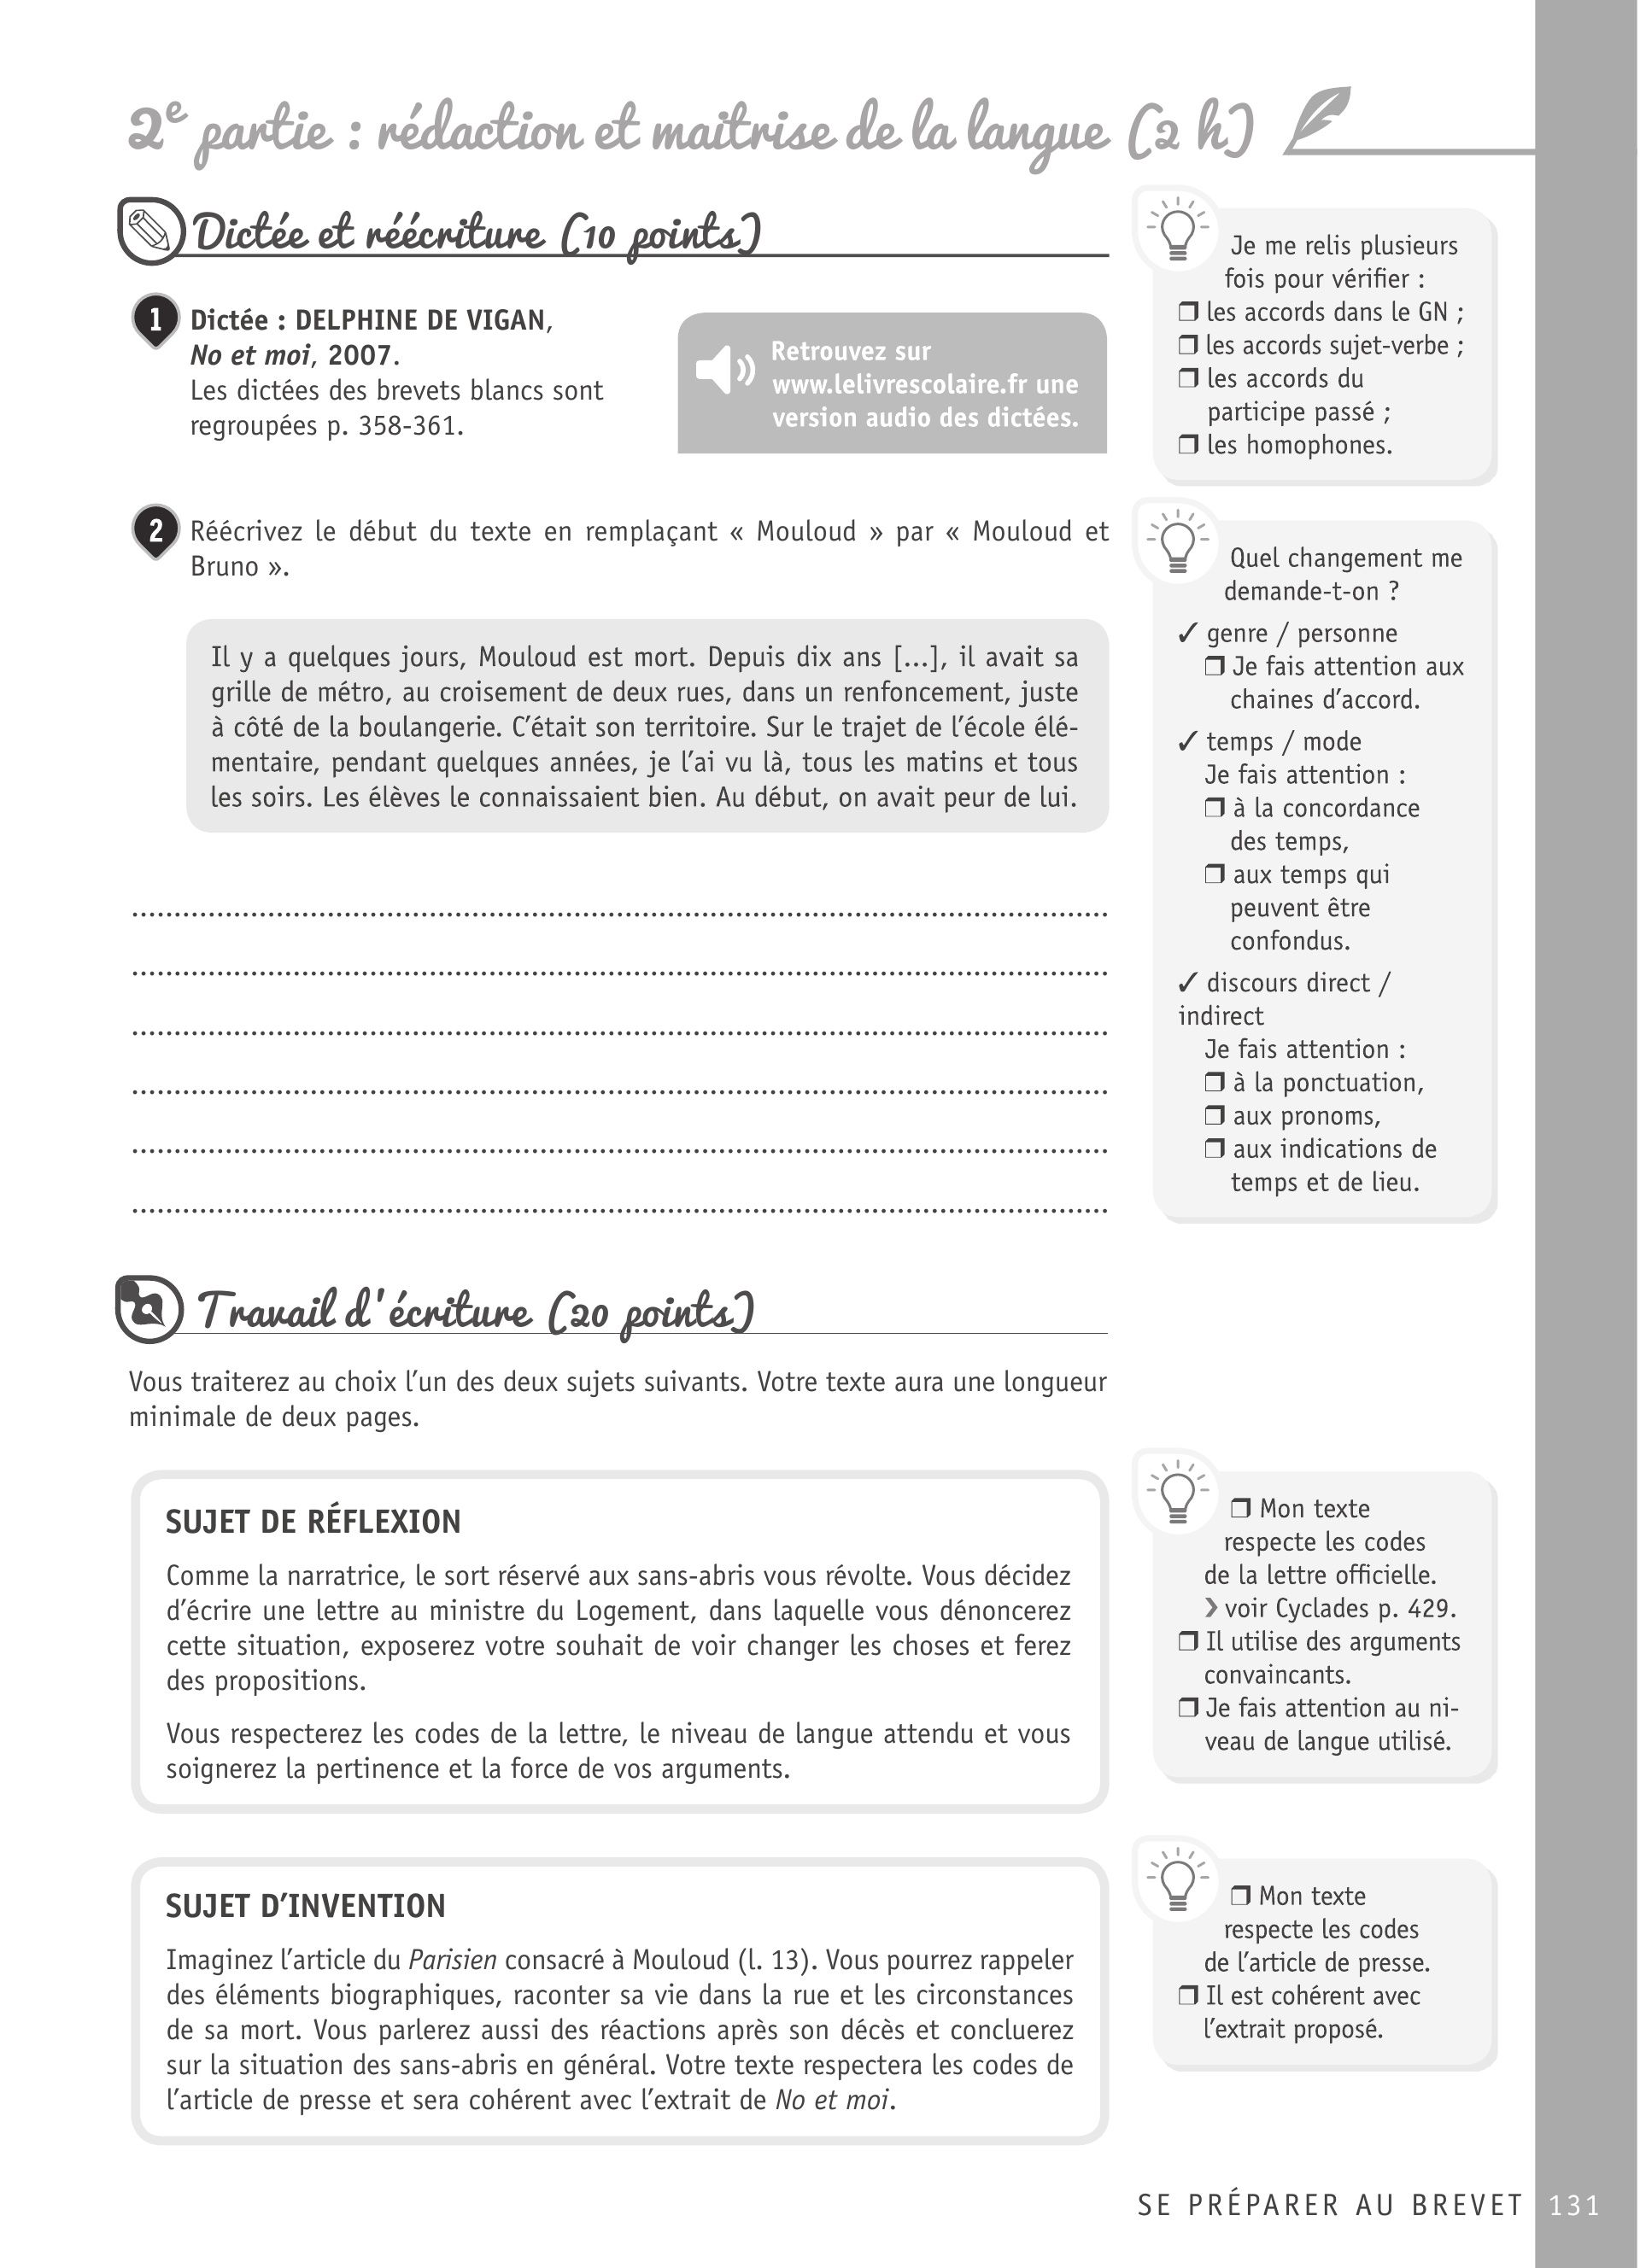 2e partie : rédaction et maitrise de la langue (2 h)
Dictée et réécriture (10 points)
1 Dictée : DELPHINE DE VIGAN,
No et moi, 2007.
Les dictées des brevets blancs sont
regroupées p. 358-361.
Retrouvez sur
www.lelivrescolaire.fr une
version audio des dictées.
Je me relis plusieurs
fois pour vérifier :
❒ les accords dans le GN ;
❒ les accords sujet-verbe ;
❒ les accords du
participe passé ;
❒ les homophones.
2 Réécrivez le début du texte en remplaçant « Mouloud » par « Mouloud et
Bruno ».
Il y a quelques jours, Mouloud est mort. Depuis dix ans [...], il avait sa
grille de métro, au croisement de deux rues, dans un renfoncement, juste
à côté de la boulangerie. C’était son territoire. Sur le trajet de l’école élé-
mentaire, pendant quelques années, je l’ai vu là, tous les matins et tous
les soirs. Les élèves le connaissaient bien. Au début, on avait peur de lui.
Quel changement me
demande-t-on ?
✓ genre / personne
❒ Je fais attention aux
chaines d’accord.
✓ temps / mode
Je fais attention :
❒ à la concordance
des temps,
❒ aux temps qui
peuvent être
confondus.
✓ discours direct /
indirect
Je fais attention :
❒ à la ponctuation,
❒ aux pronoms,
❒ aux indications de
temps et de lieu.
Travail d'écriture (20 points)
Vous traiterez au choix l’un des deux sujets suivants. Votre texte aura une longueur
minimale de deux pages.
SUJET DE RÉFLEXION
Comme la narratrice, le sort réservé aux sans-abris vous révolte. Vous décidez
d’écrire une lettre au ministre du Logement, dans laquelle vous dénoncerez
cette situation, exposerez votre souhait de voir changer les choses et ferez
des propositions.
Vous respecterez les codes de la lettre, le niveau de langue attendu et vous
soignerez la pertinence et la force de vos arguments.
❒ Mon texte
respecte les codes
de la lettre officielle.
❯ voir Cyclades p. 429.
❒ Il utilise des arguments
convaincants.
❒ Je fais attention au ni-
veau de langue utilisé.
SUJET D’INVENTION
Imaginez l’article du Parisien consacré à Mouloud (l. 13). Vous pourrez rappeler
des éléments biographiques, raconter sa vie dans la rue et les circonstances
de sa mort. Vous parlerez aussi des réactions après son décès et concluerez
sur la situation des sans-abris en général. Votre texte respectera les codes de
l’article de presse et sera cohérent avec l’extrait de No et moi.
❒ Mon texte
respecte les codes
de l’article de presse.
❒ Il est cohérent avec
l’extrait proposé.
SE PRÉPARER AU BREVET 131